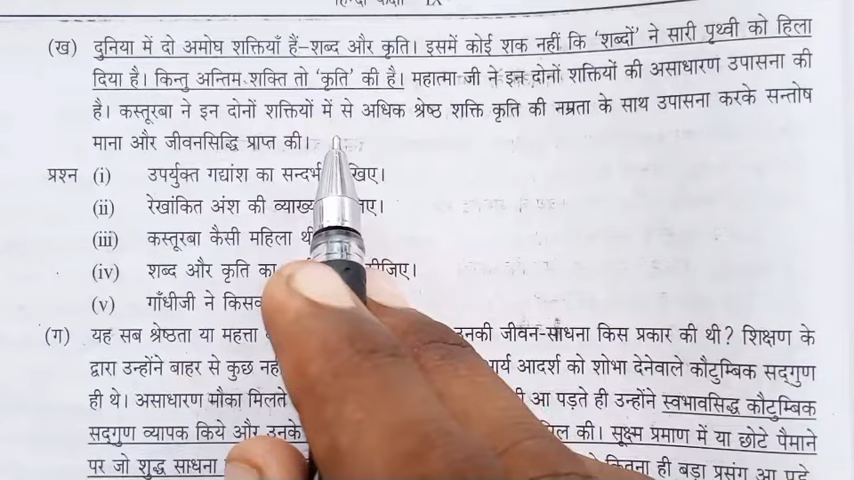 हिन्दी कक्षा IX
(ख) दुनिया में दो अमोघ शक्तियाँ हैं–शब्द और कृति। इसमें कोई शक नहीं कि ‘शब्दों’ ने सारी पृथ्वी को हिला
दिया है। किन्तु अन्तिम शक्ति तो ‘कृति’ की है। महात्मा जी ने इन दोनों शक्तियों की असाधारण उपासना की
है। कस्तूरबा ने इन दोनों शक्तियों में से अधिक श्रेष्ठ शक्ति कृति की नम्रता के साथ उपासना करके सन्तोष
माना और जीवनसिद्धि प्राप्त की।
प्रश्न (i) उपर्युक्त गद्यांश का सन्दर्भ
(ii) रेखांकित अंश की
(iii) कस्तूरबा कैसी महिला
(iv) शब्द और कृति का
(v) गाँधीजी ने
(ग) यह सब श्रेष्ठता या महत्ता उनकी जीवन-साधना किस प्रकार की थी? शिक्षण के
द्वारा उन्होंने बाहर से कुछ आदर्श को शोभा देनेवाले कौटुम्बिक सद्गुण
ही थे। असाधारण मौका मिलते आ पड़ते ही उन्होंने स्वभावसिद्ध कौटुम्बिक
सद्गुण व्यापक किये और उनके की। सूक्ष्म प्रमाण में या छोटे पैमाने
पर जो शुद्ध साधना कितना ही बड़ा प्रसंग आ पड़े